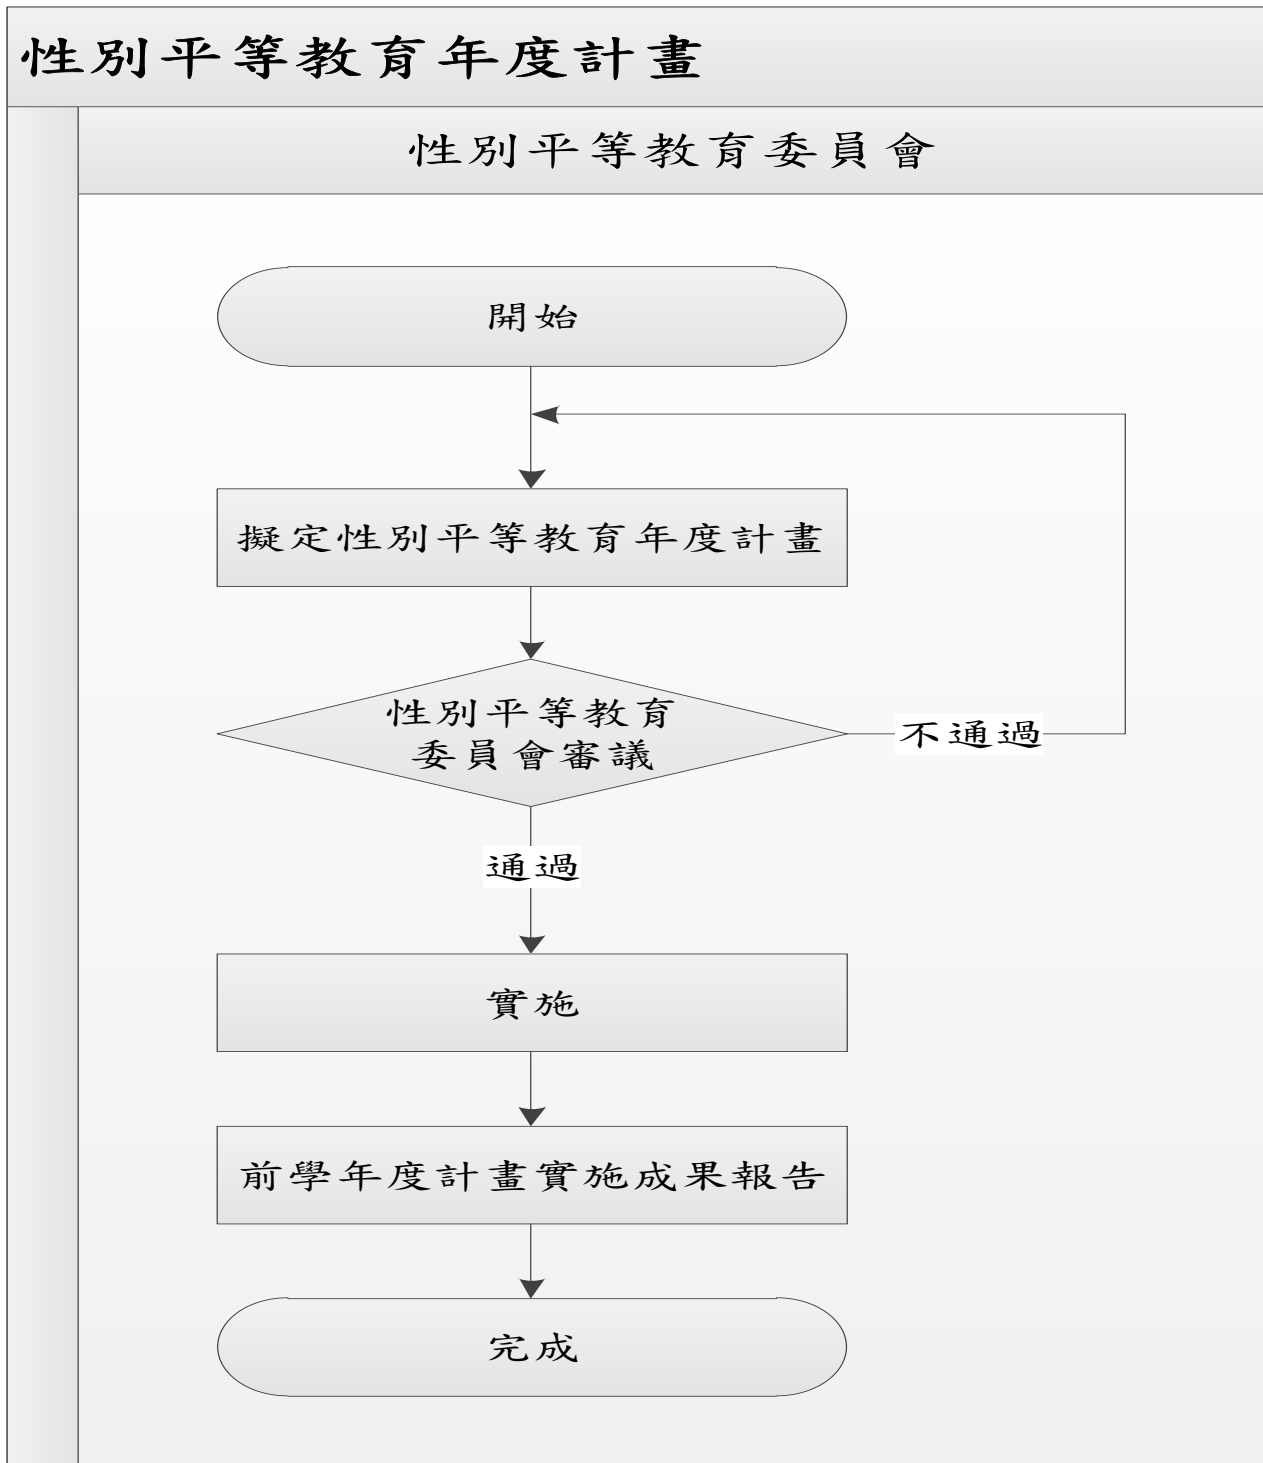 性別平等教育年度計畫
性別平等教育委員會
開始
擬定性別平等教育年度計畫
性別平等教育
委員會審議
不通過
通過
實施
前學年度計畫實施成果報告
完成